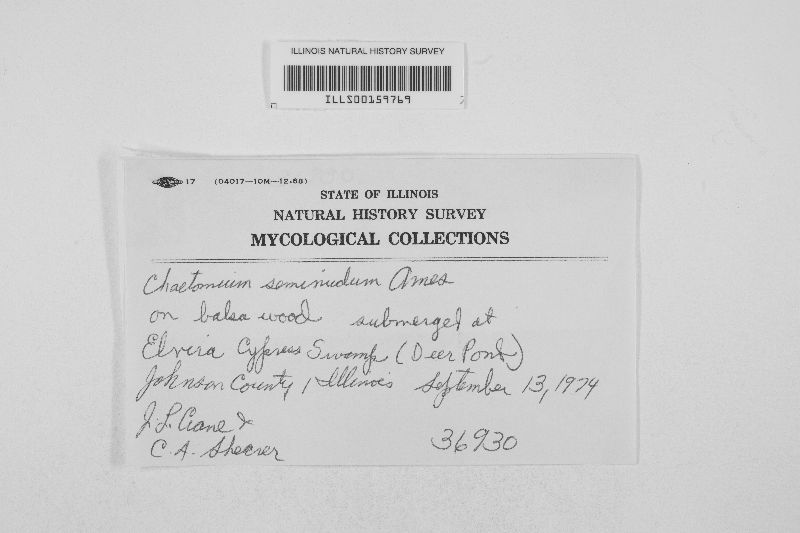 ILLINOIS NATURAL HISTORY SURVEY
ILLS00159769
17 (04017—10M—12-68)
STATE OF ILLINOIS
NATURAL HISTORY SURVEY
MYCOLOGICAL COLLECTIONS
Chaetomium seminudum Ames
on balsa wood submerged at
Elvira Cypress Swamp (Deer Pond)
Johnson County, Illinois September 13, 1974
J. L. Crane &
C. A. Shearer 36930